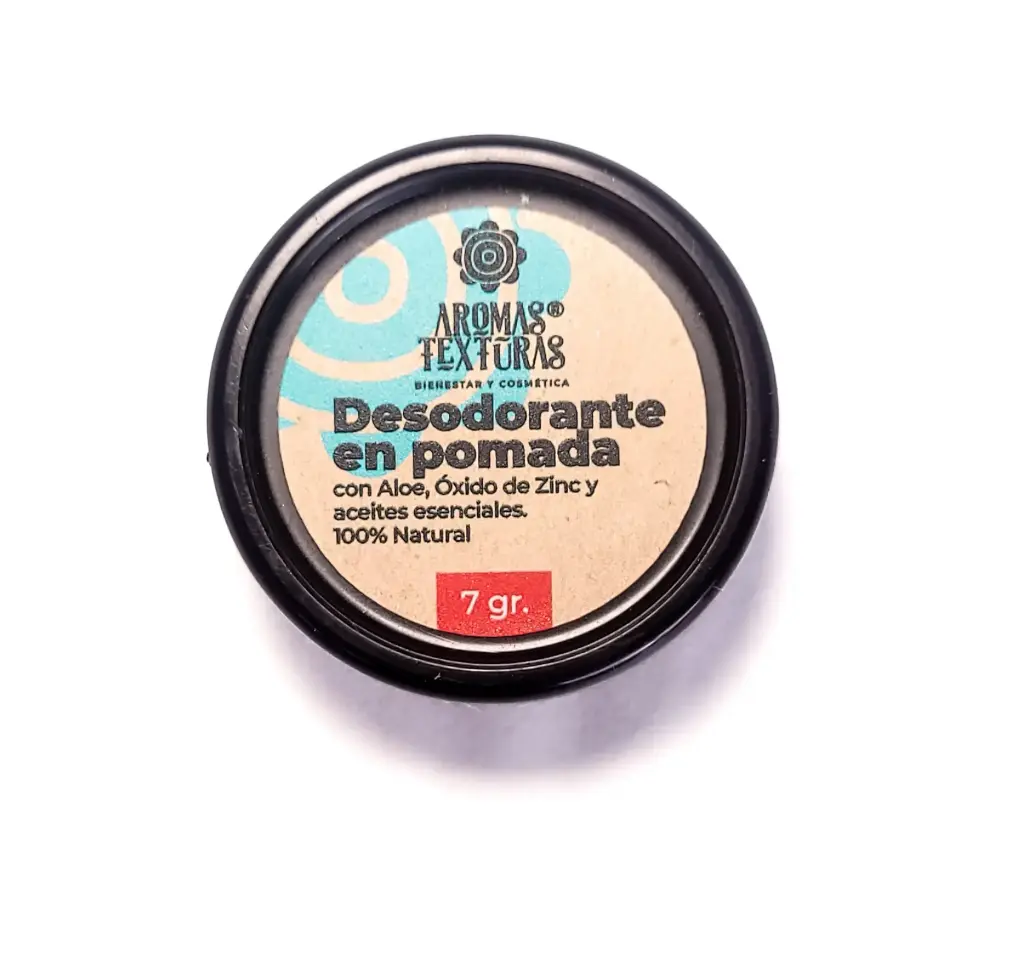 AROMAS®
TEXTURAS
BIENESTAR Y COSMÉTICA
Desodorante
en pomada
con Aloe, Óxido de Zinc y
aceites esenciales.
100% Natural
7 gr.